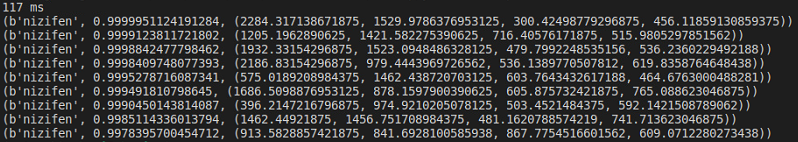 117 ms
(b'nizifen', 0.9999951124191284, (2284.317138671875, 1529.9786376953125, 300.42498779296875, 456.11859130859375))
(b'nizifen', 0.9999123811721802, (1205.1962890625, 1421.582275390625, 716.40576171875, 515.9805297851562))
(b'nizifen', 0.9998842477798462, (1932.33154296875, 1523.0948486328125, 479.7992248535156, 536.2360229492188))
(b'nizifen', 0.9998409748077393, (2186.83154296875, 979.4443969726562, 536.1389770507812, 619.8358764648438))
(b'nizifen', 0.9995278716087341, (575.0189208984375, 1462.438720703125, 603.7643432617188, 464.6763000488281))
(b'nizifen', 0.999491810798645, (1686.5098876953125, 878.1597900390625, 605.875732421875, 765.088623046875))
(b'nizifen', 0.9990450143814087, (396.2147216796875, 974.9210205078125, 503.4521484375, 592.1421508789062))
(b'nizifen', 0.9985114336013794, (1462.44921875, 1456.751708984375, 481.1620788574219, 741.713623046875))
(b'nizifen', 0.9978395700454712, (913.5828857421875, 841.6928100585938, 867.7754516601562, 609.0712280273438))